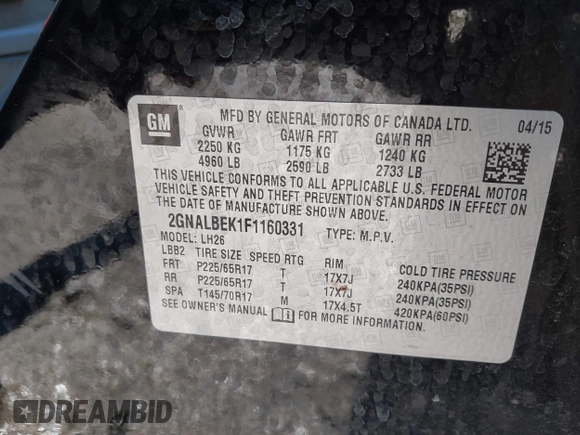 GM ® MFD BY GENERAL MOTORS OF CANADA LTD. 04/15
GVWR GAWR FRT GAWR RR
2250 KG 1175 KG 1240 KG
4960 LB 2590 LB 2733 LB
THIS VEHICLE CONFORMS TO ALL APPLICABLE U.S. FEDERAL MOTOR
VEHICLE SAFETY AND THEFT PREVENTION STANDARDS IN EFFECT ON
THE DATE OF MANUFACTURE SHOWN ABOVE.
2GNALBEK1F1160331 TYPE: M.P.V.
MODEL: LH26
LBB2 TIRE SIZE SPEED RTG RIM COLD TIRE PRESSURE
FRT P225/65R17 T 17X7J 240KPA(35PSI)
RR P225/65R17 T 17X7J 240KPA(35PSI)
SPA T145/70R17 M 17X4.5T 420KPA(60PSI)
SEE OWNER'S MANUAL FOR MORE INFORMATION.
DREAMBID